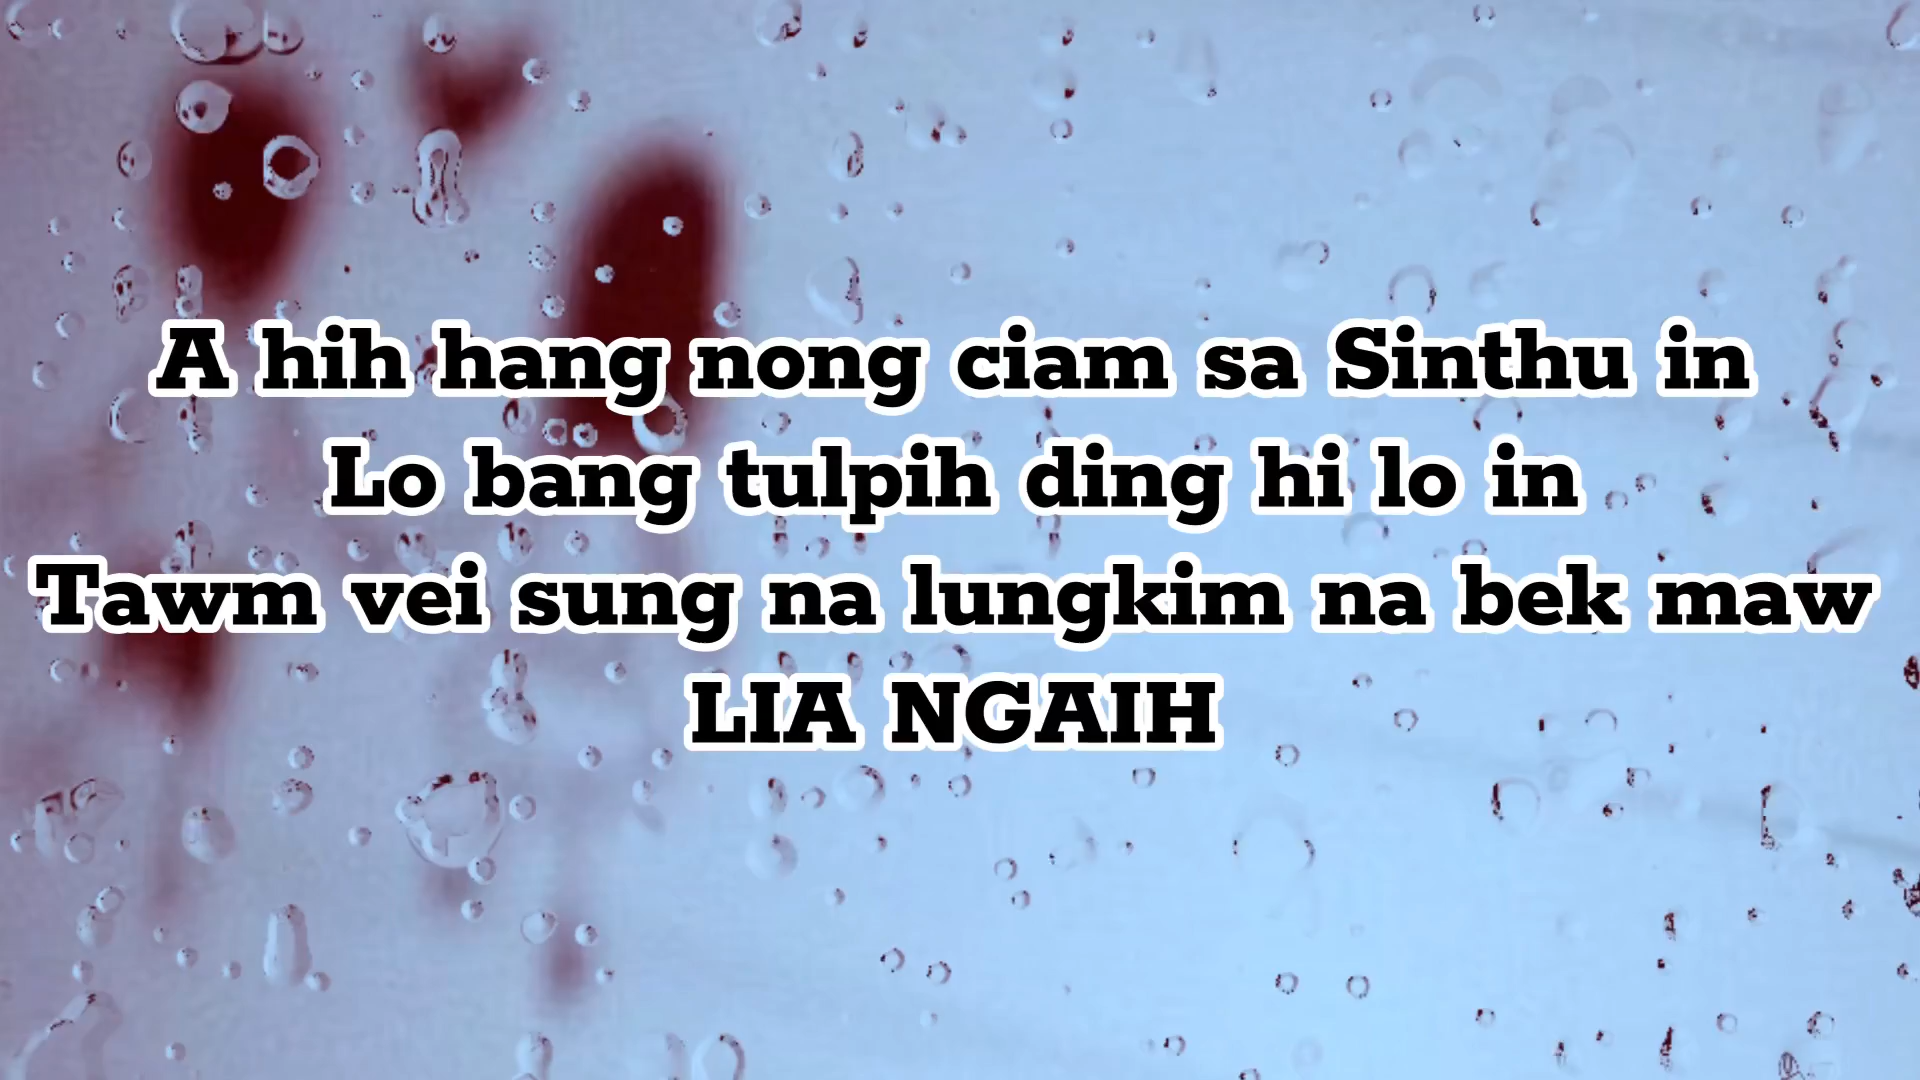 A hih hang nong ciam sa Sinthu in
Lo bang tulpih ding hi lo in
Tawm vei sung na lungkim na bek maw
LIA NGAIH